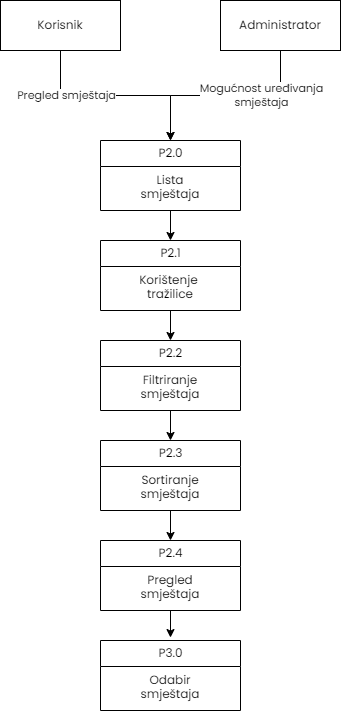 Korisnik
Administrator
Pregled smještaja
Mogućnost uređivanja
smještaja
P2.0
Lista
smještaja
P2.1
Korištenje
tražilice
P2.2
Filtriranje
smještaja
P2.3
Sortiranje
smještaja
P2.4
Pregled
smještaja
P3.0
Odabir
smještaja